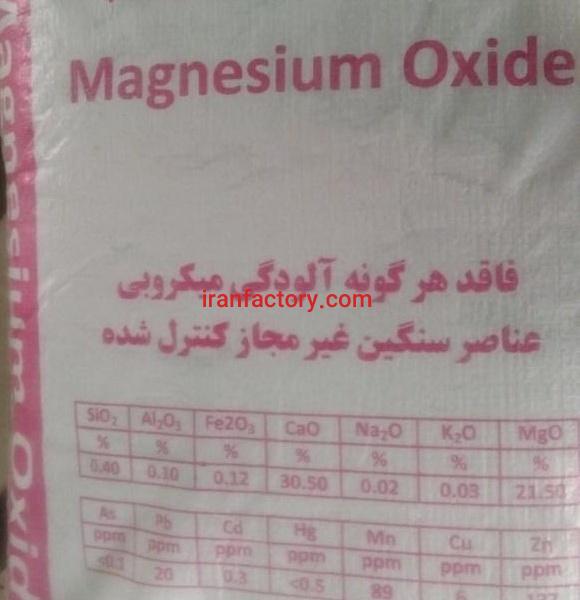 Magnesium Oxide
Magnesium Oxid
فاقد هر گونه آلودگی میکروبی
iranfactory.com
عناصر سنگین غیر مجاز کنترل شده
SiO₂ Al₂O₃ Fe2O₃ CaO Na₂O K₂O MgO
% % % % % % %
0.40 0.10 0.12 30.50 0.02 0.03 21.50
As Pb Cd Hg Mn Cu Zn
ppm ppm ppm ppm ppm ppm ppm
<0.1 20 0.3 <0.5 89